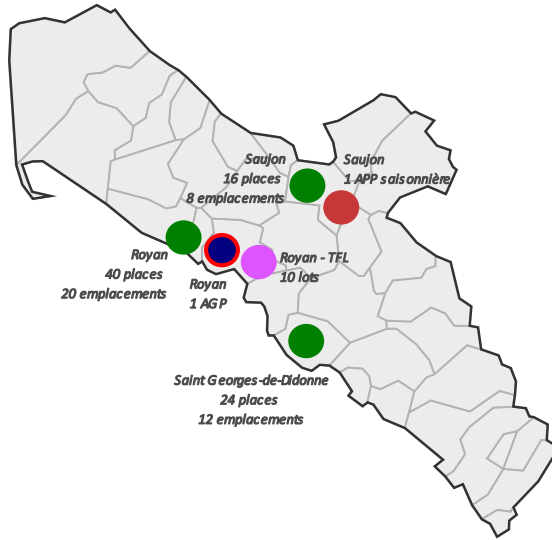 Saujon
16 places
8 emplacements
Saujon
1 APP saisonnière
Royan
40 places
20 emplacements
Royan
1 AGP
Royan - TFL
10 lots
Saint Georges-de-Didonne
24 places
12 emplacements